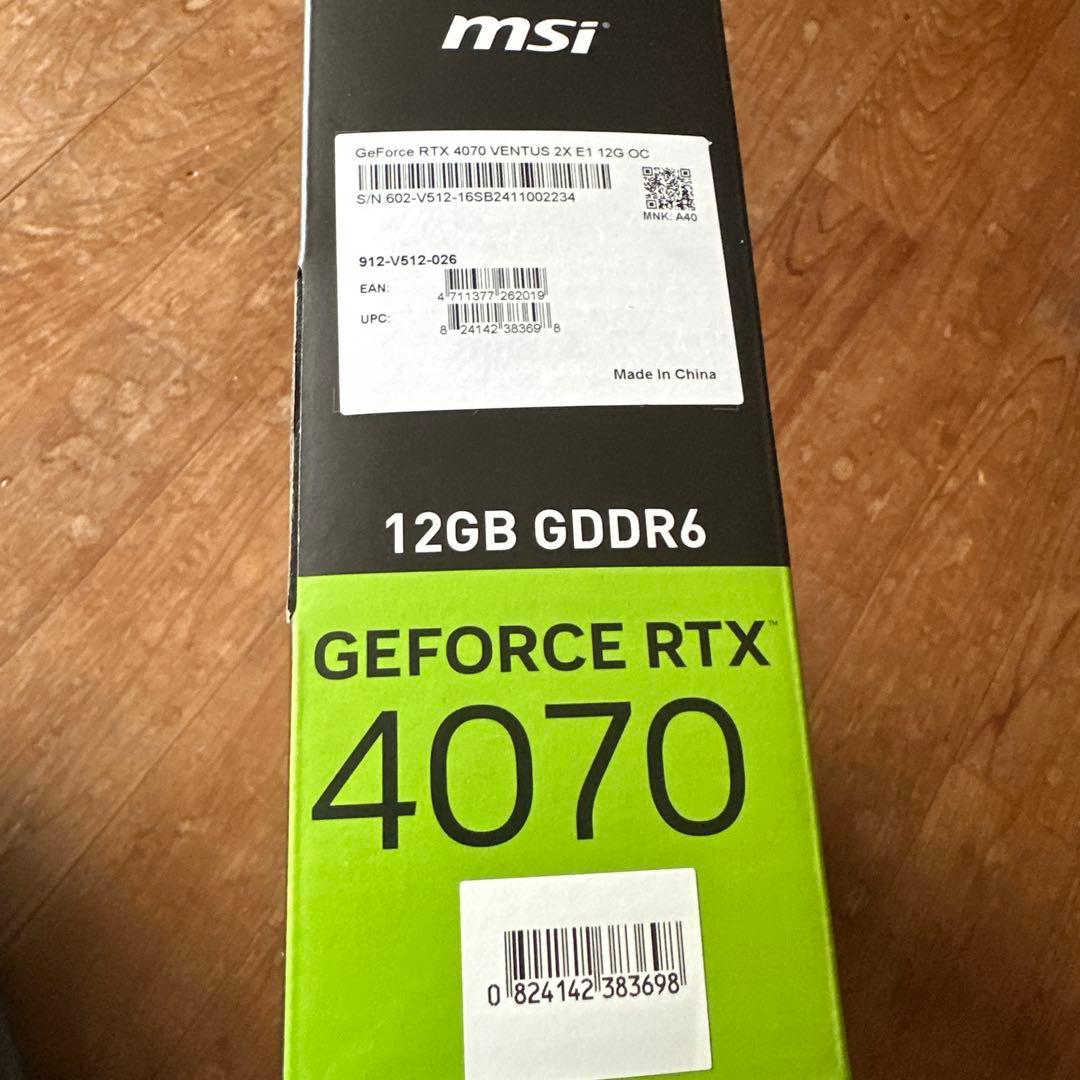 msi
GeForce RTX 4070 VENTUS 2X E1 12G OC
S/N 602-V512-16SB2411002234
MNK: A40
912-V512-026
EAN:
4 711377 262019
UPC:
8 24142 38369 8
Made In China
12GB GDDR6
GEFORCE RTX™
4070
0 824142 383698